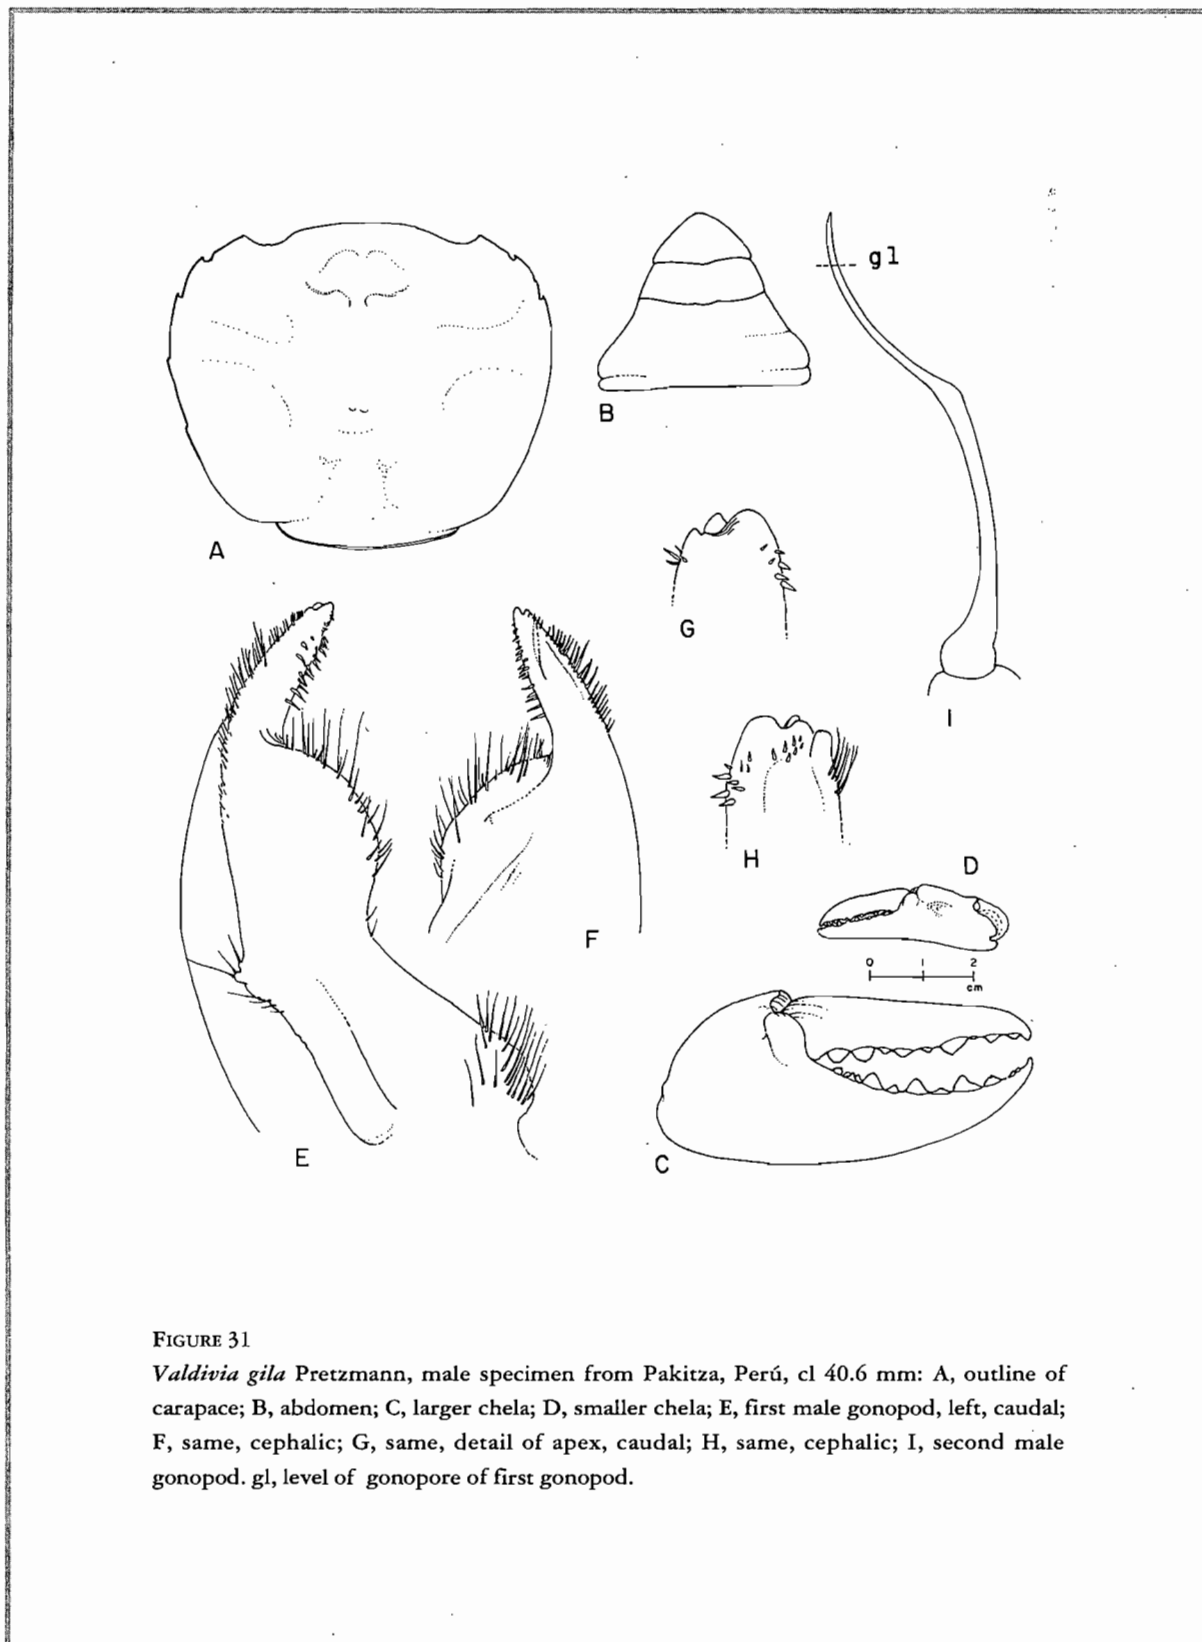 gl
A
B
G
I
H
D
F
0 1 2
cm
E
C
FIGURE 31
Valdivia gila Pretzmann, male specimen from Pakitza, Perú, cl 40.6 mm: A, outline of
carapace; B, abdomen; C, larger chela; D, smaller chela; E, first male gonopod, left, caudal;
F, same, cephalic; G, same, detail of apex, caudal; H, same, cephalic; I, second male
gonopod. gl, level of gonopore of first gonopod.